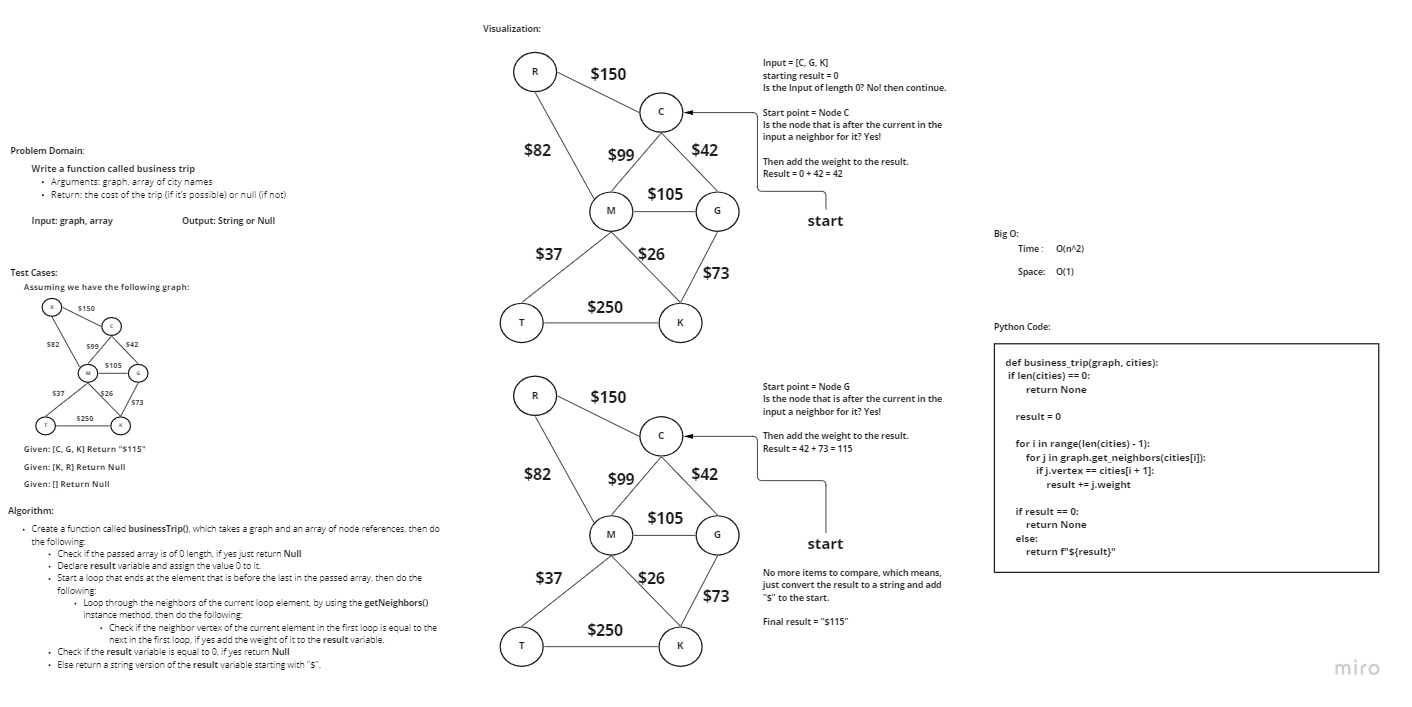 Problem Domain:
Write a function called business trip
• Arguments: graph, array of city names
• Return: the cost of the trip (if it's possible) or null (if not)
Input: graph, array
Output: String or Null
Test Cases:
Assuming we have the following graph:
R
$150
C
$82
$99
$42
$105
M
G
$37
$26
$73
$250
T
K
Given: [C, G, K] Return "$115"
Given: [K, R] Return Null
Given: [] Return Null
Algorithm:
• Create a function called businessTrip(), which takes a graph and an array of node references, then do
the following:
• Check if the passed array is of 0 length, if yes just return Null
• Declare result variable and assign the value 0 to it.
• Start a loop that ends at the element that is before the last in the passed array, then do the
following:
• Loop through the neighbors of the current loop element, by using the getNeighbors()
instance method, then do the following:
• Check if the neighbor vertex of the current element in the first loop is equal to the
next in the first loop, if yes add the weight of it to the result variable.
• Check if the result variable is equal to 0, if yes return Null
• Else return a string version of the result variable starting with "$".
Visualization:
R
$150
C
$82
$99
$42
$105
M
G
$37
$26
$73
$250
T
K
Input = [C, G, K]
starting result = 0
Is the Input of length 0? No! then continue.
Start point = Node C
Is the node that is after the current in the
input a neighbor for it? Yes!
Then add the weight to the result.
Result = 0 + 42 = 42
start
R
$150
C
$82
$99
$42
$105
M
G
$37
$26
$73
$250
T
K
Start point = Node G
Is the node that is after the current in the
input a neighbor for it? Yes!
Then add the weight to the result.
Result = 42 + 73 = 115
start
No more items to compare, which means,
just convert the result to a string and add
"$" to the start.
Final result = "$115"
Big O:
Time : O(n^2)
Space: O(1)
Python Code:
def business_trip(graph, cities):
if len(cities) == 0:
return None
result = 0
for i in range(len(cities) - 1):
for j in graph.get_neighbors(cities[i]):
if j.vertex == cities[i + 1]:
result += j.weight
if result == 0:
return None
else:
return f"${result}"
miro